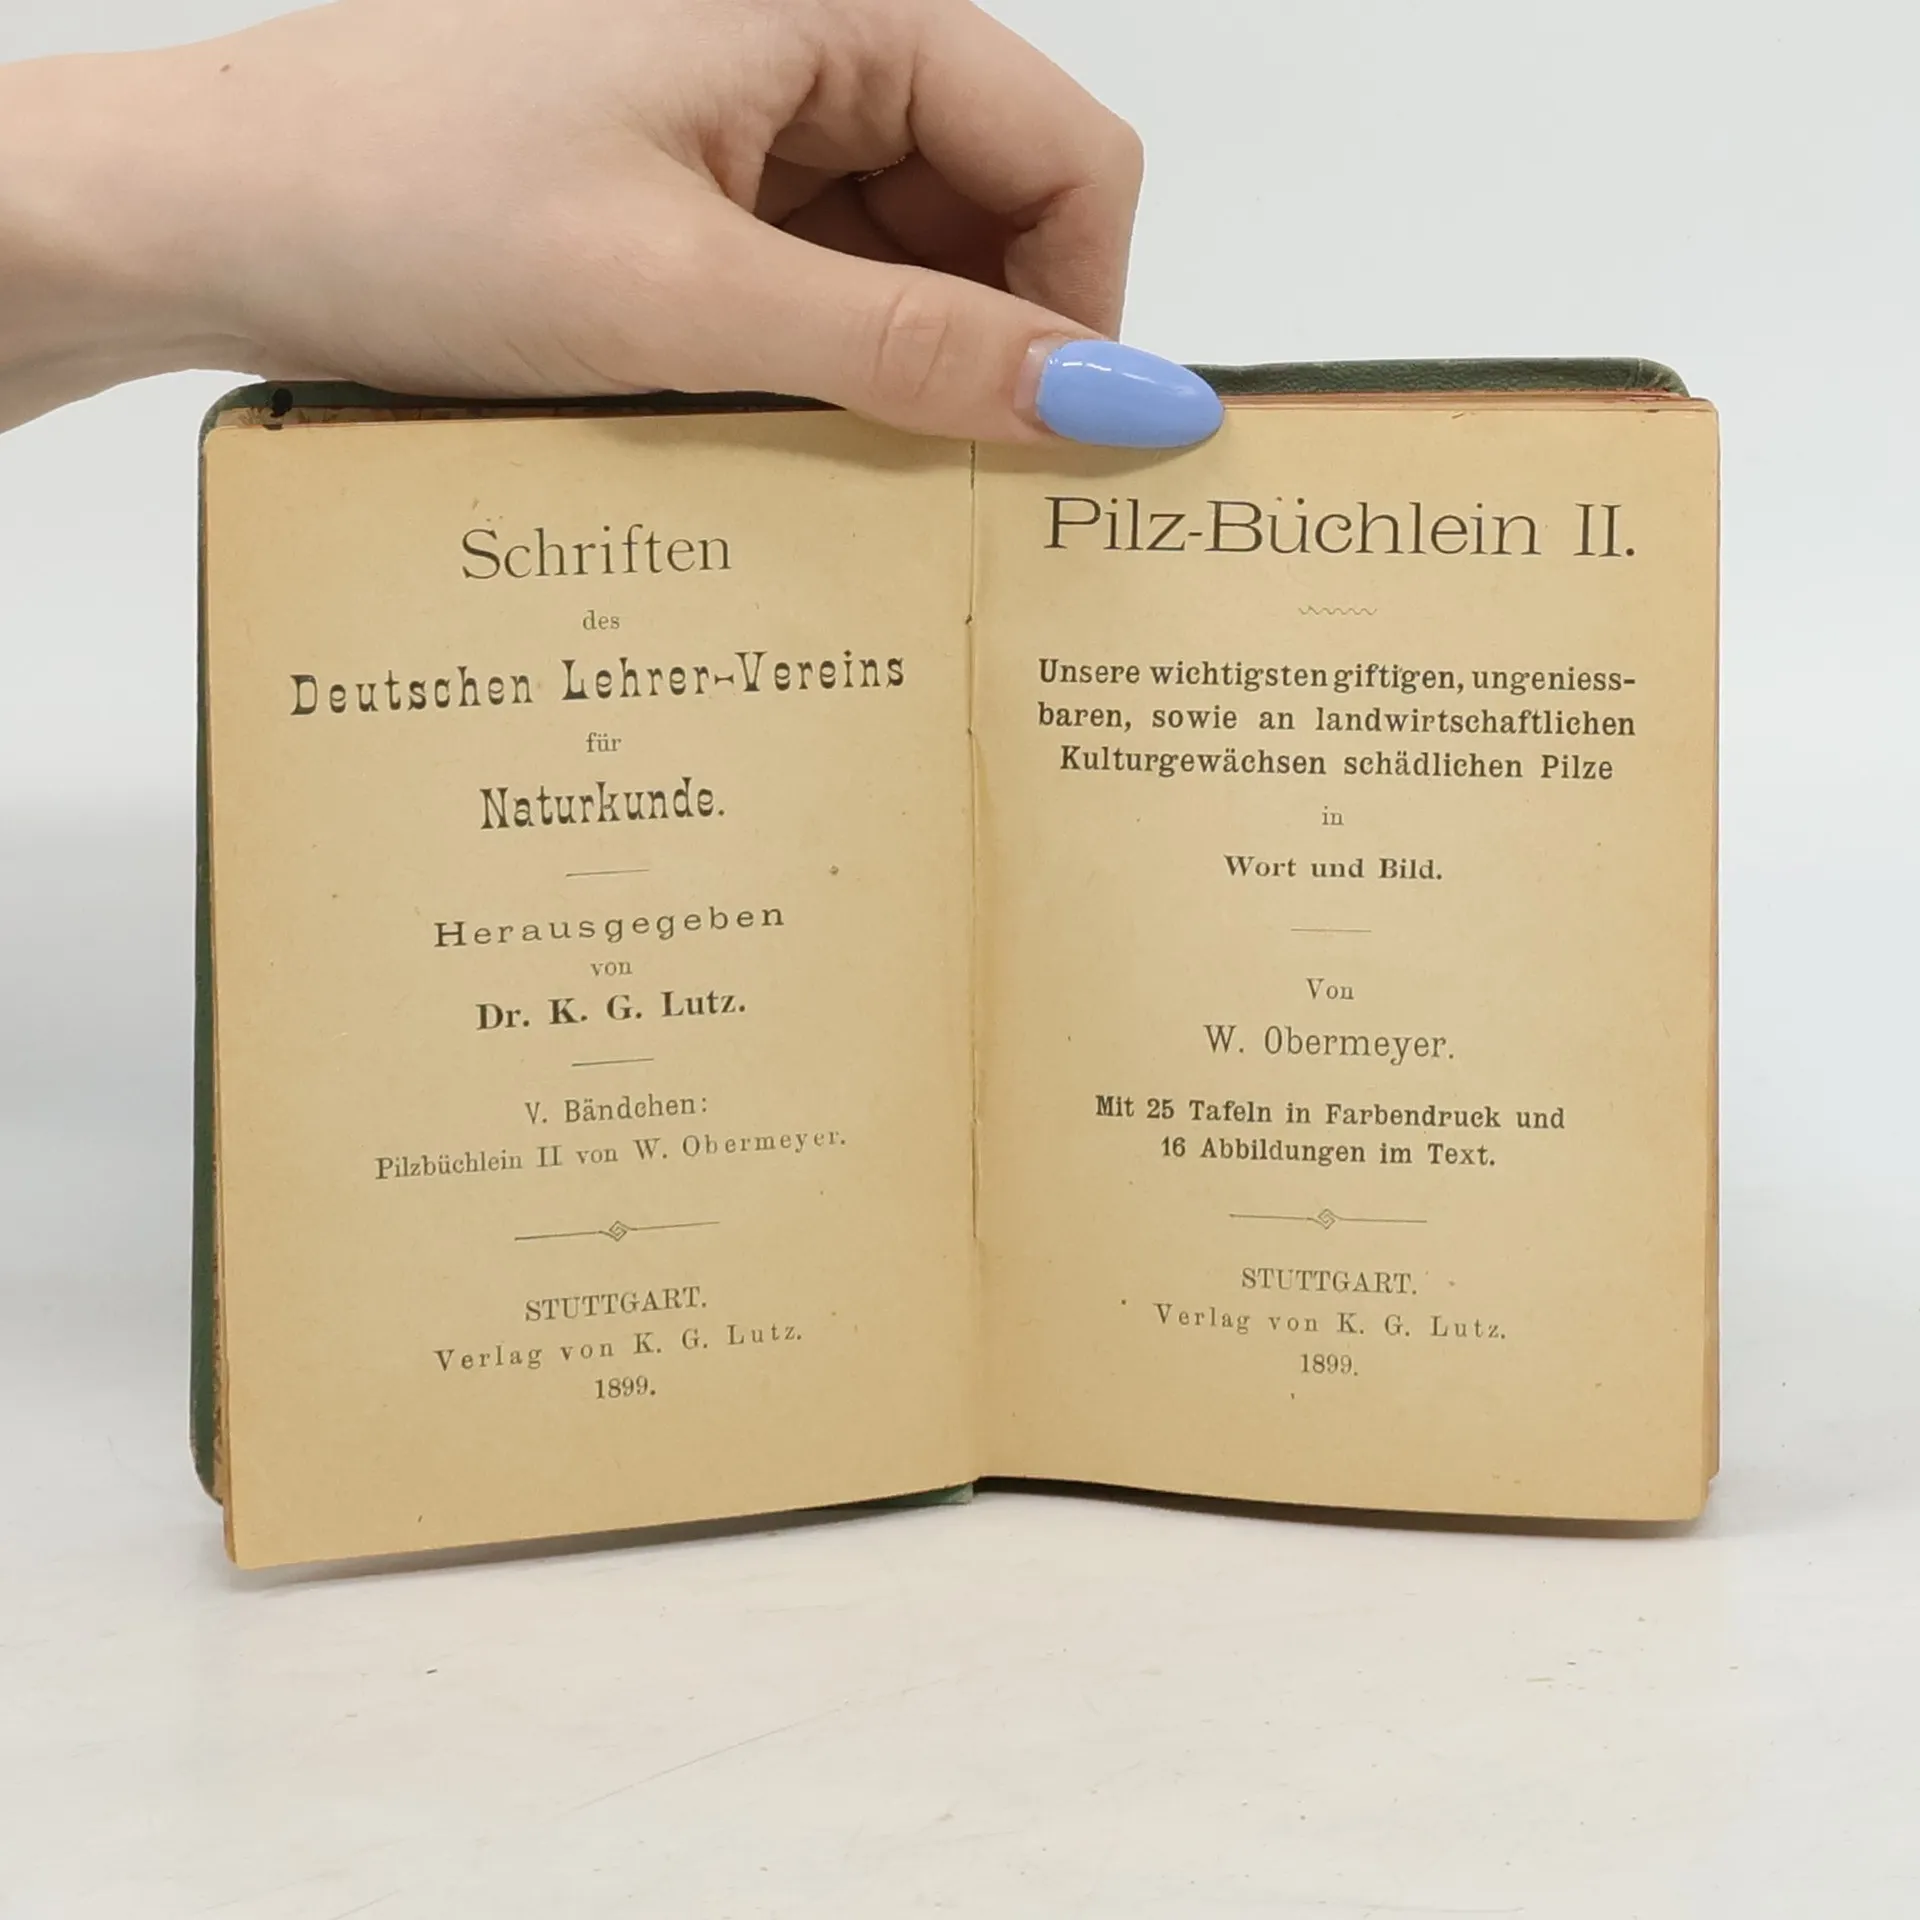 Schriften
des
Deutschen Lehrer-Vereins
für
Naturkunde.
Herausgegeben
von
Dr. K. G. Lutz.
V. Bändchen:
Pilzbüchlein II von W. Obermeyer.
STUTTGART.
Verlag von K. G. Lutz.
1899.
Pilz-Büchlein II.
Unsere wichtigsten giftigen, ungeniess-
baren, sowie an landwirtschaftlichen
Kulturgewächsen schädlichen Pilze
in
Wort und Bild.
Von
W. Obermeyer.
Mit 25 Tafeln in Farbendruck und
16 Abbildungen im Text.
STUTTGART.
Verlag von K. G. Lutz.
1899.